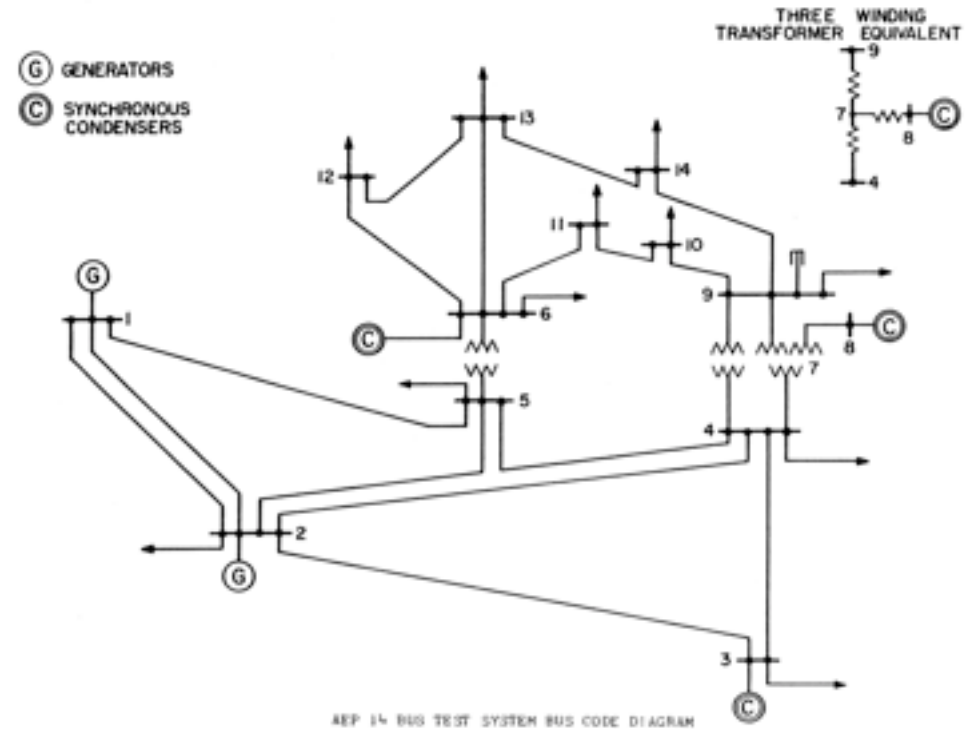 THREE WINDING
TRANSFORMER EQUIVALENT
9
G GENERATORS
C SYNCHRONOUS
CONDENSERS
7
C
8
4
13
12
14
11
10
G
1
9
6
C
C
8
7
5
4
2
G
3
C
AEP 14 BUS TEST SYSTEM BUS CODE DIAGRAM